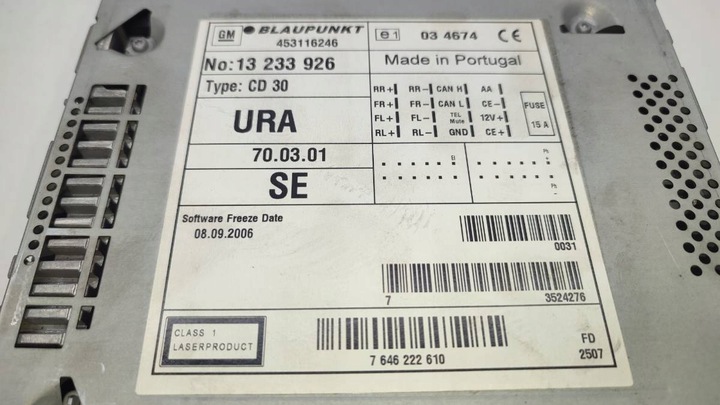 GM BLAUPUNKT
453116246
e1 03 4674 CE
No: 13 233 926
Made in Portugal
Type: CD 30
RR+ RR- CAN H AA
FR+ FR- CAN L CE-
FL+ FL- TEL Mute 12V+
RL+ RL- GND CE+
FUSE
15 A
URA
70.03.01
SE
Software Freeze Date
08.09.2006
0031
7 3524276
CLASS 1
LASERPRODUCT
7 646 222 610
FD
2507